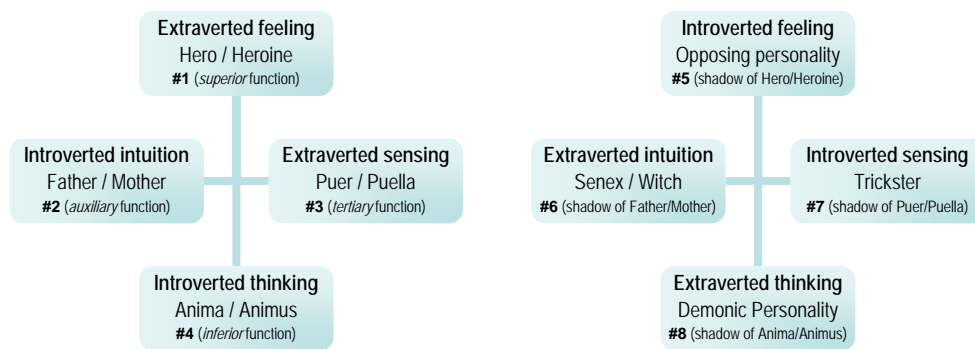 Extraverted feeling
Hero / Heroine
#1 (superior function)
Introverted intuition
Father / Mother
#2 (auxiliary function)
Extraverted sensing
Puer / Puella
#3 (tertiary function)
Introverted thinking
Anima / Animus
#4 (inferior function)
Introverted feeling
Opposing personality
#5 (shadow of Hero/Heroine)
Extraverted intuition
Senex / Witch
#6 (shadow of Father/Mother)
Introverted sensing
Trickster
#7 (shadow of Puer/Puella)
Extraverted thinking
Demonic Personality
#8 (shadow of Anima/Animus)